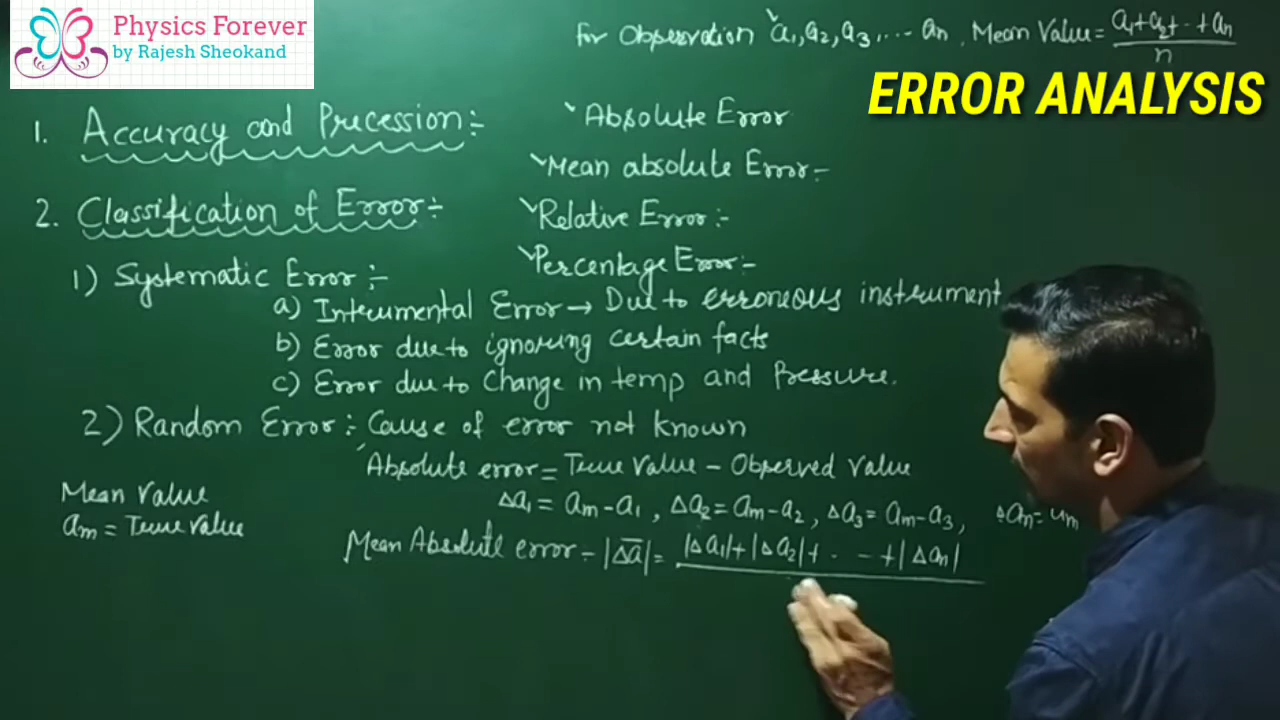 Physics Forever
by Rajesh Sheokand
For Observation a₁, a₂, a₃, .... an, Mean Value = (a₁+a₂+ ·· +an)/n
ERROR ANALYSIS
1. Accuracy and Precession:-
Absolute Error
Mean absolute Error:-
2. Classification of Error:-
Relative Error:-
Percentage Error:-
1) Systematic Error :-
a) Intrumental Error → Due to erroneous instrument
b) Error due to ignoring certain facts
c) Error due to Change in temp and Pressure.
2) Random Error :- Cause of error not known
Absolute error = True Value - Observed Value
Mean Value
am = True Value
Δa₁ = am - a₁, Δa₂ = am - a₂, Δa₃ = am - a₃, Δan = am
Mean Absolute error - |Δa̅| = |Δa₁| + |Δa₂| + · - + |Δan|